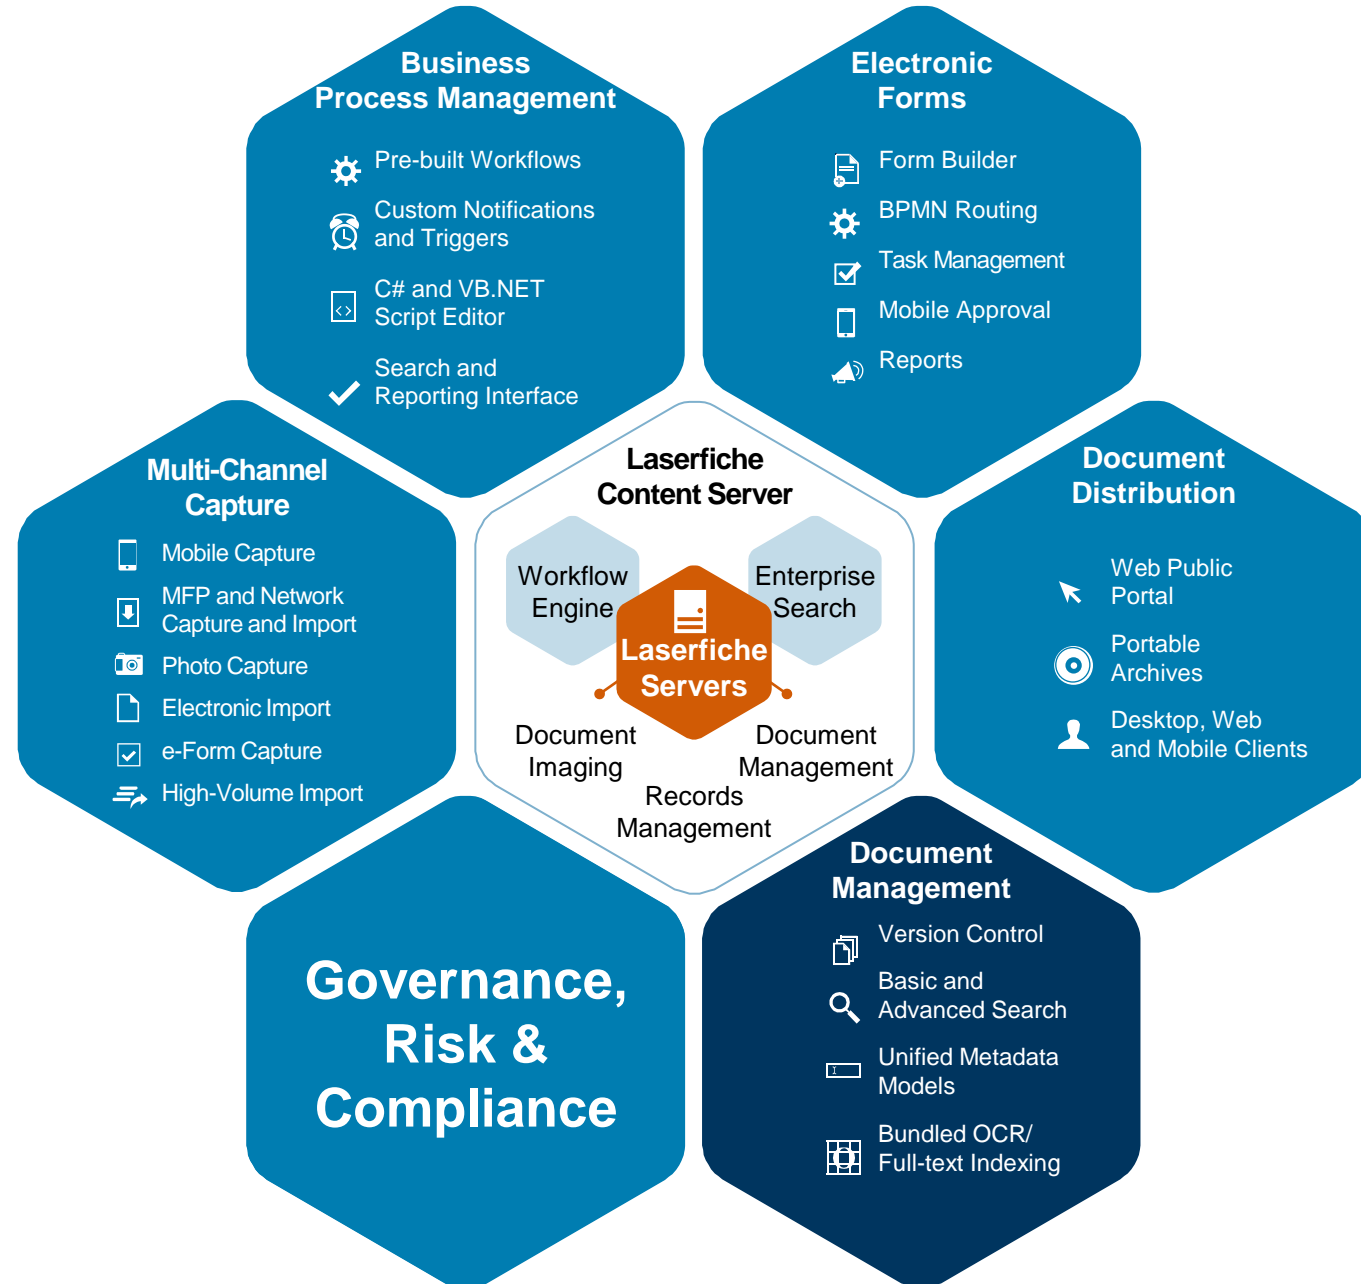 Business
Process Management
Pre-built Workflows
Custom Notifications
and Triggers
C# and VB.NET
Script Editor
Search and
Reporting Interface
Electronic
Forms
Form Builder
BPMN Routing
Task Management
Mobile Approval
Reports
Multi-Channel
Capture
Mobile Capture
MFP and Network
Capture and Import
Photo Capture
Electronic Import
e-Form Capture
High-Volume Import
Laserfiche
Content Server
Workflow
Engine
Enterprise
Search
Laserfiche
Servers
Document
Imaging
Document
Management
Records
Management
Document
Distribution
Web Public
Portal
Portable
Archives
Desktop, Web
and Mobile Clients
Governance,
Risk &
Compliance
Document
Management
Version Control
Basic and
Advanced Search
Unified Metadata
Models
Bundled OCR/
Full-text Indexing